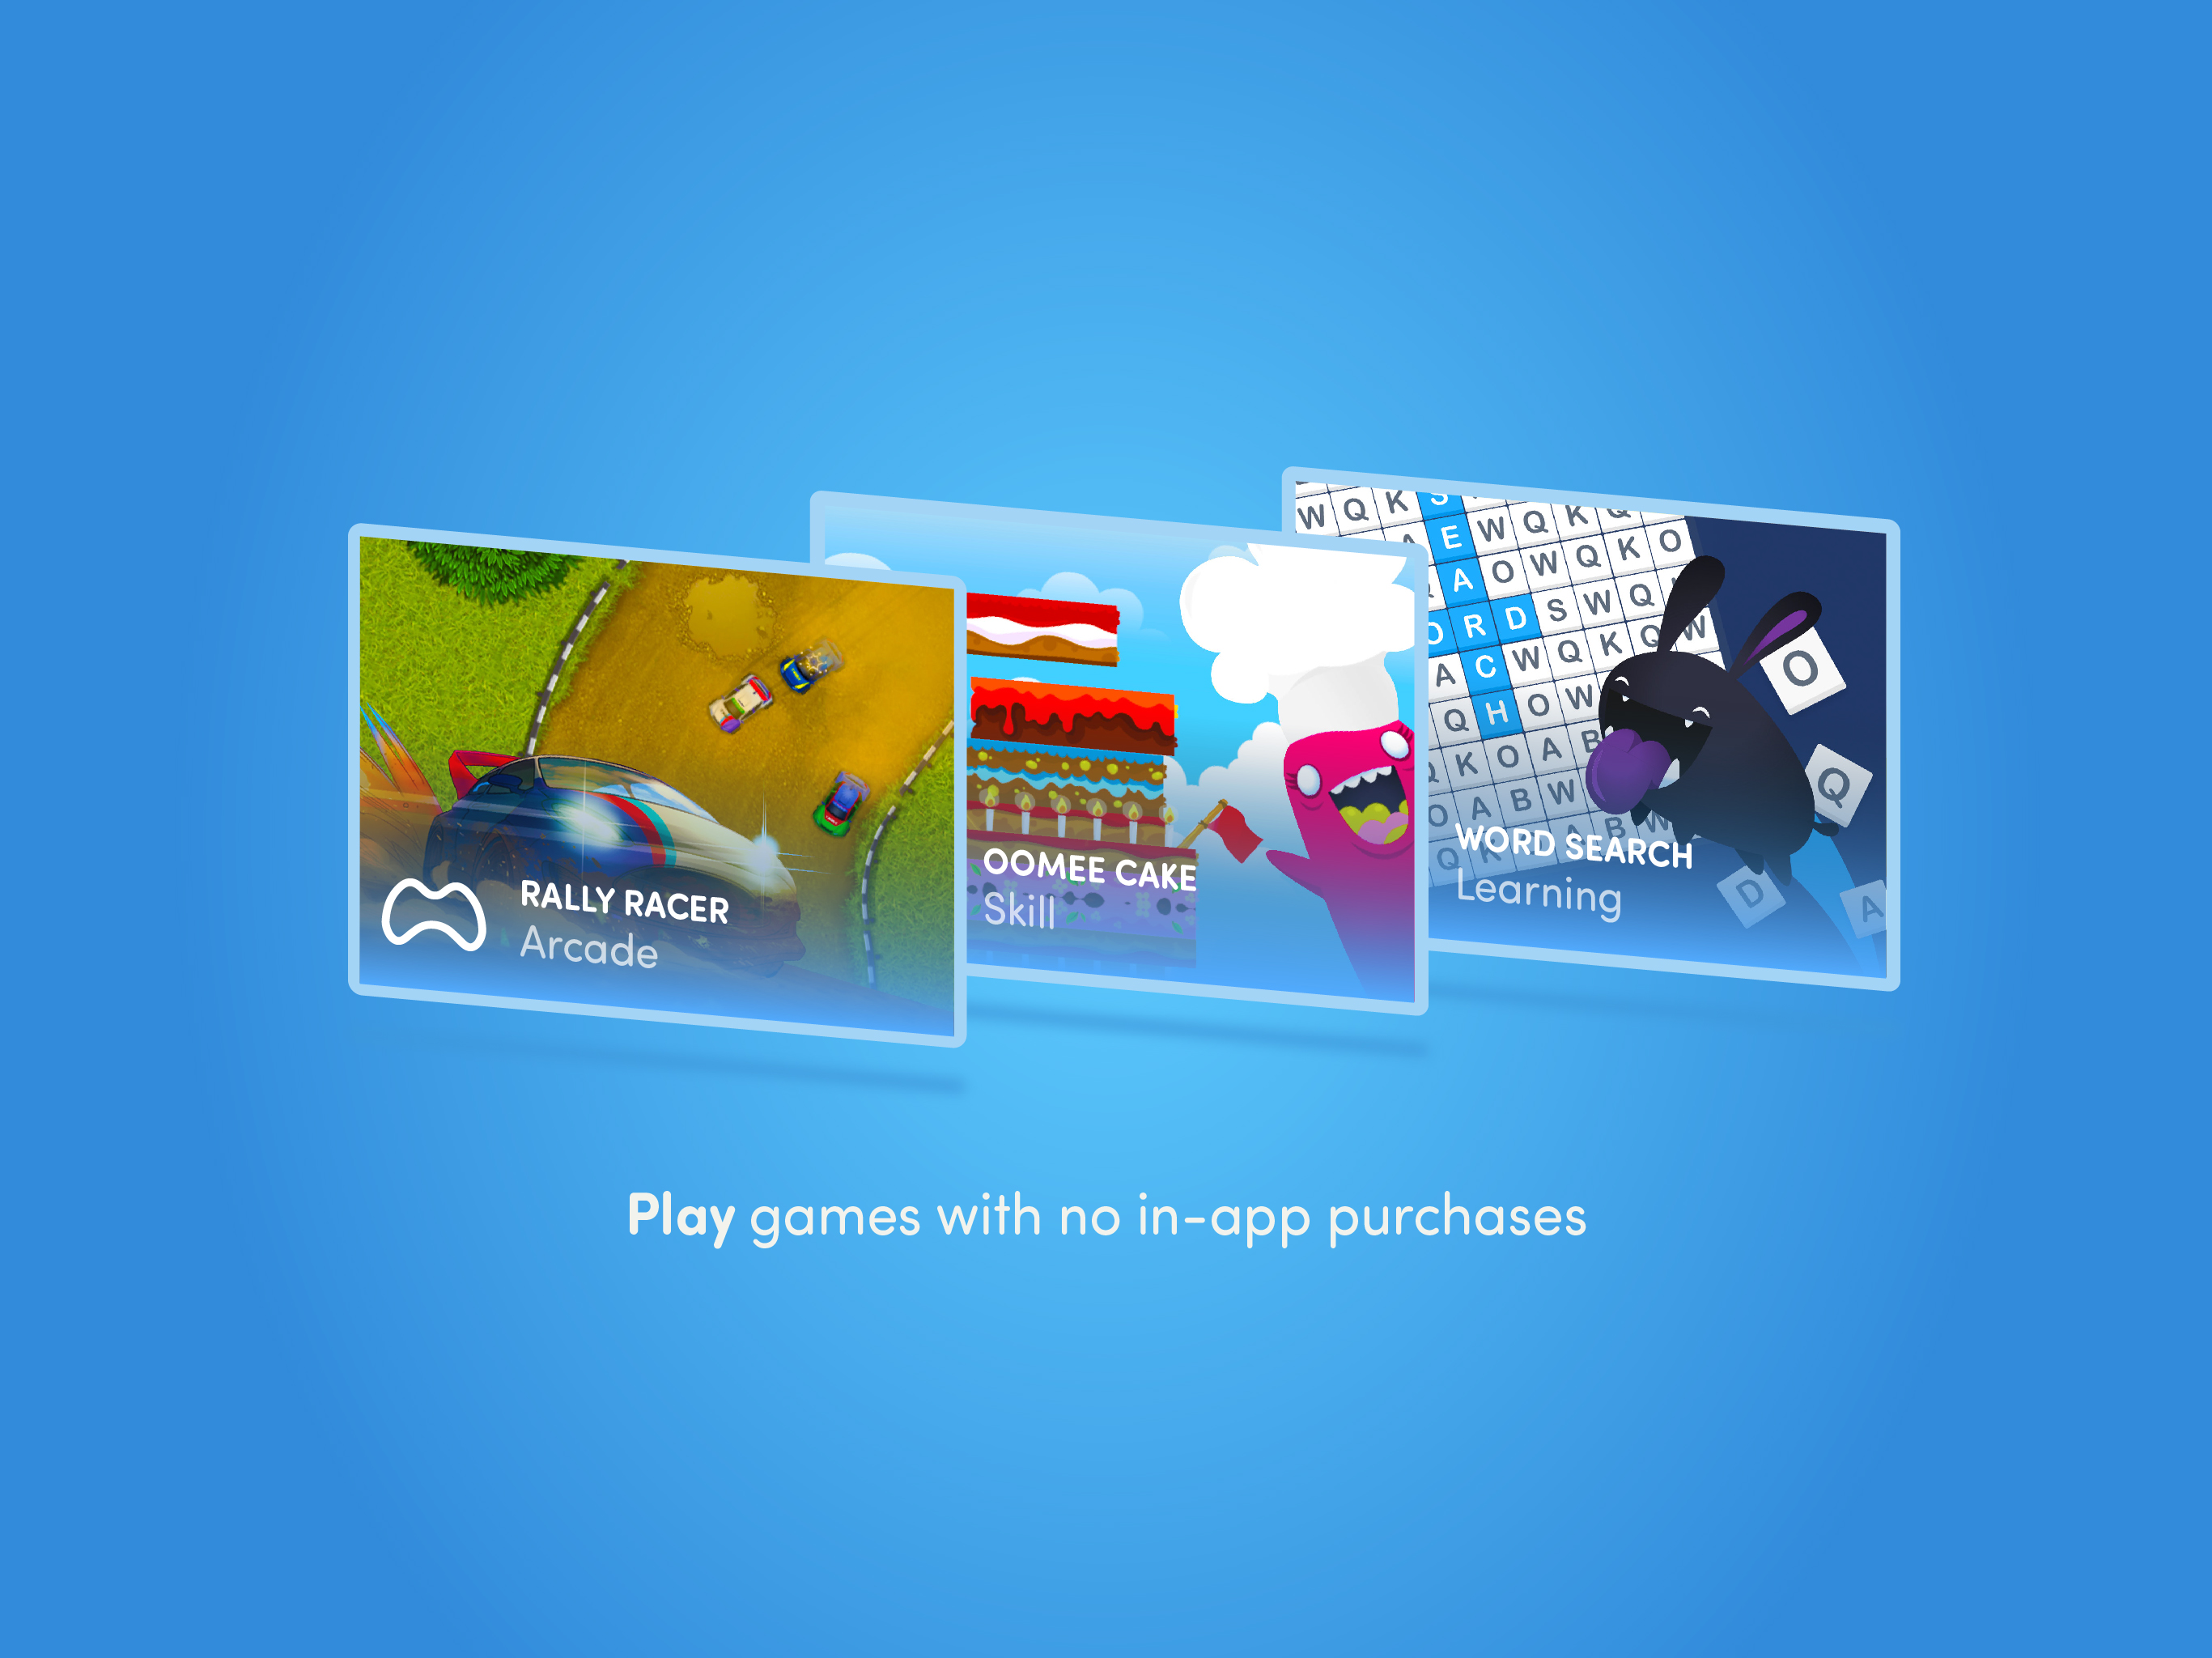 RALLY RACER
Arcade
OOMEE CAKE
Skill
W Q K S
E W Q K Q
A O W Q K O
O R D S W Q
A C W Q K Q W
Q H O W
Q K O A B
O A B W
Q K A B W
O
Q
D
A
WORD SEARCH
Learning
Play games with no in-app purchases